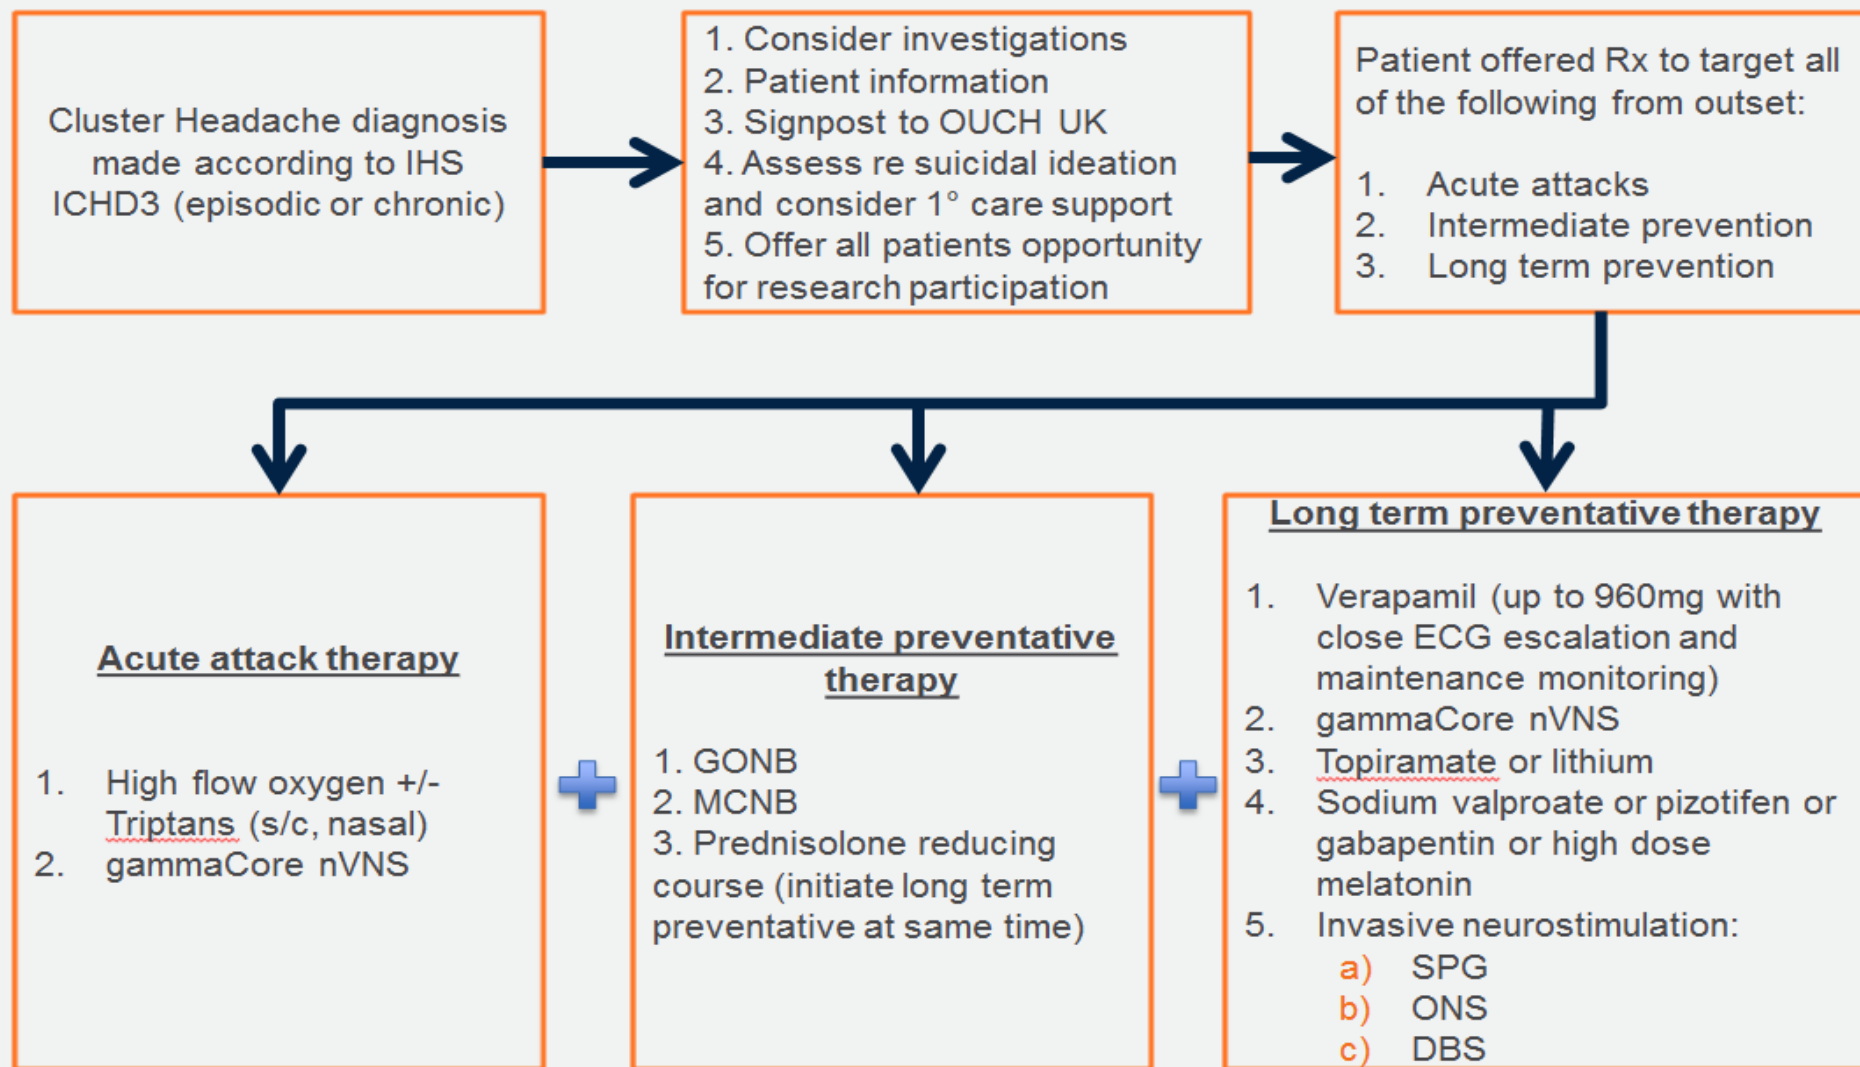 Cluster Headache diagnosis
made according to IHS
ICHD3 (episodic or chronic)
1. Consider investigations
2. Patient information
3. Signpost to OUCH UK
4. Assess re suicidal ideation
and consider 1° care support
5. Offer all patients opportunity
for research participation
Patient offered Rx to target all
of the following from outset:
1. Acute attacks
2. Intermediate prevention
3. Long term prevention
Acute attack therapy
1. High flow oxygen +/-
Triptans (s/c, nasal)
2. gammaCore nVNS
Intermediate preventative
therapy
1. GONB
2. MCNB
3. Prednisolone reducing
course (initiate long term
preventative at same time)
Long term preventative therapy
1. Verapamil (up to 960mg with
close ECG escalation and
maintenance monitoring)
2. gammaCore nVNS
3. Topiramate or lithium
4. Sodium valproate or pizotifen or
gabapentin or high dose
melatonin
5. Invasive neurostimulation:
a) SPG
b) ONS
c) DBS